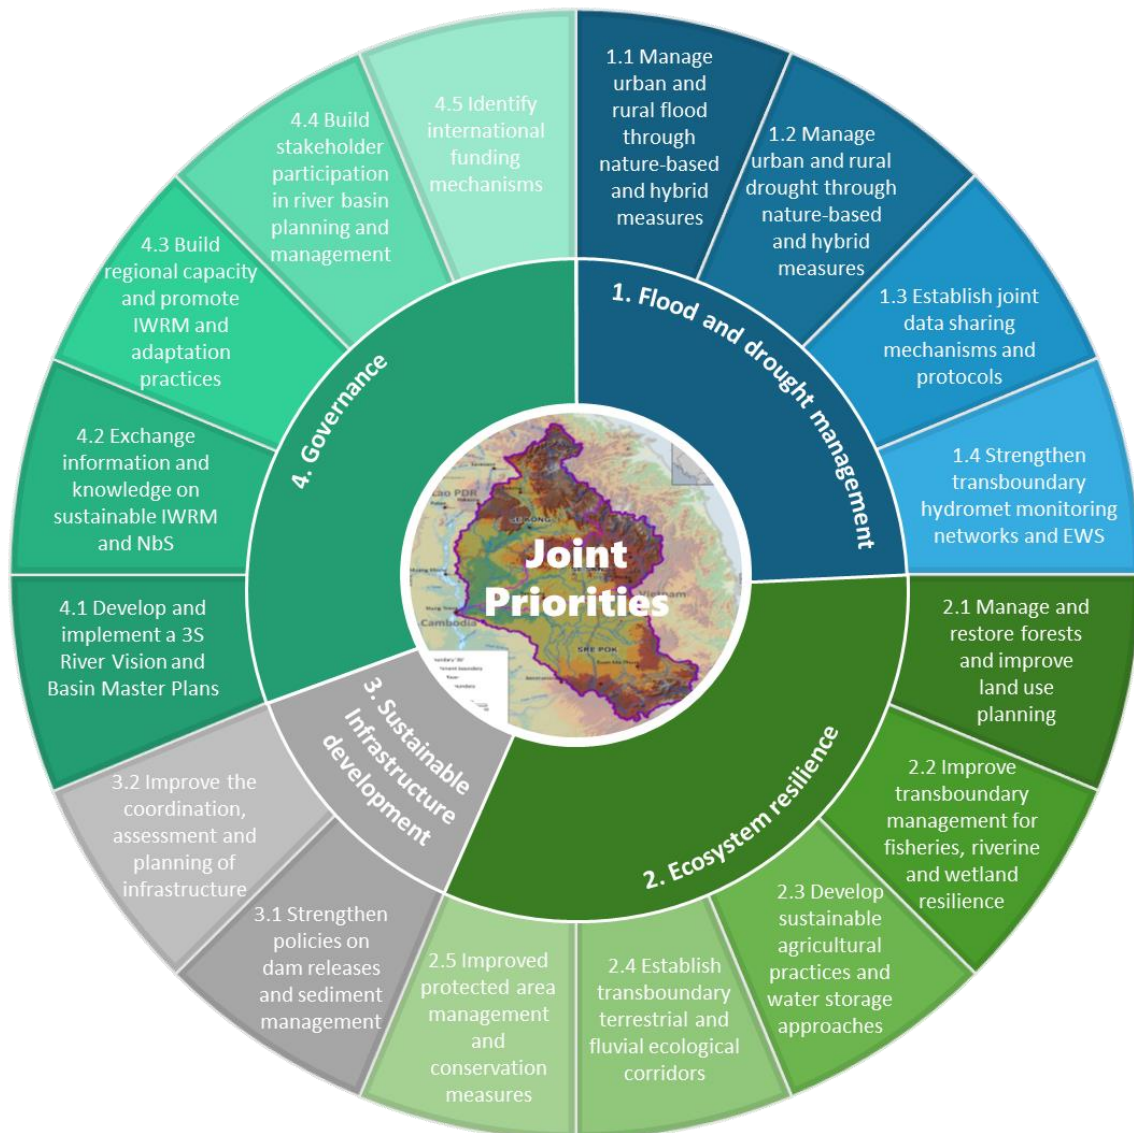 Joint
Priorities
1. Flood and drought management
1.1 Manage
urban and
rural flood
through
nature-based
and hybrid
measures
1.2 Manage
urban and rural
drought through
nature-based
and hybrid
measures
1.3 Establish joint
data sharing
mechanisms and
protocols
1.4 Strengthen
transboundary
hydromet monitoring
networks and EWS
2. Ecosystem resilience
2.1 Manage and
restore forests
and improve
land use
planning
2.2 Improve
transboundary
management for
fisheries, riverine
and wetland
resilience
2.3 Develop
sustainable
agricultural
practices and
water storage
approaches
2.4 Establish
transboundary
terrestrial and
fluvial ecological
corridors
2.5 Improved
protected area
management
and
conservation
measures
3. Sustainable
Infrastructure
development
3.1 Strengthen
policies on
dam releases
and sediment
management
3.2 Improve the
coordination,
assessment and
planning of
infrastructure
4. Governance
4.1 Develop and
implement a 3S
River Vision and
Basin Master Plans
4.2 Exchange
information and
knowledge on
sustainable IWRM
and NbS
4.3 Build
regional capacity
and promote
IWRM and
adaptation
practices
4.4 Build
stakeholder
participation
in river basin
planning and
management
4.5 Identify
international
funding
mechanisms
PDR
SE KONG
Vietnam
Cambodia
SRE POK
River